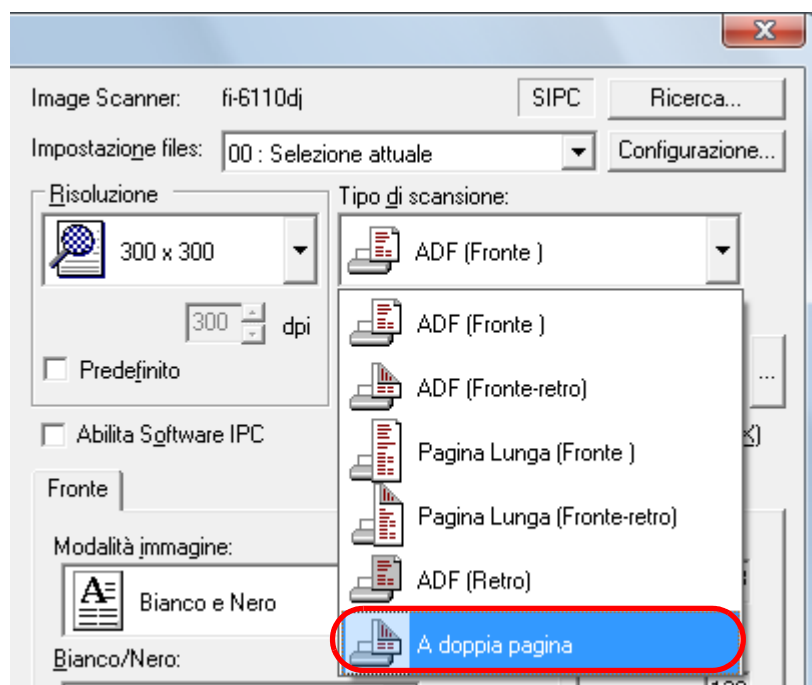 Image Scanner: fi-6110dj SIPC Ricerca...
Impostazione files: 00 : Selezione attuale Configurazione...
Risoluzione Tipo di scansione:
300 x 300 ADF (Fronte )
300 dpi ADF (Fronte )
Predefinito ADF (Fronte-retro) ...
Abilita Software IPC Pagina Lunga (Fronte )
Fronte
Pagina Lunga (Fronte-retro)
Modalità immagine:
ADF (Retro)
Bianco e Nero
A doppia pagina
Bianco/Nero: